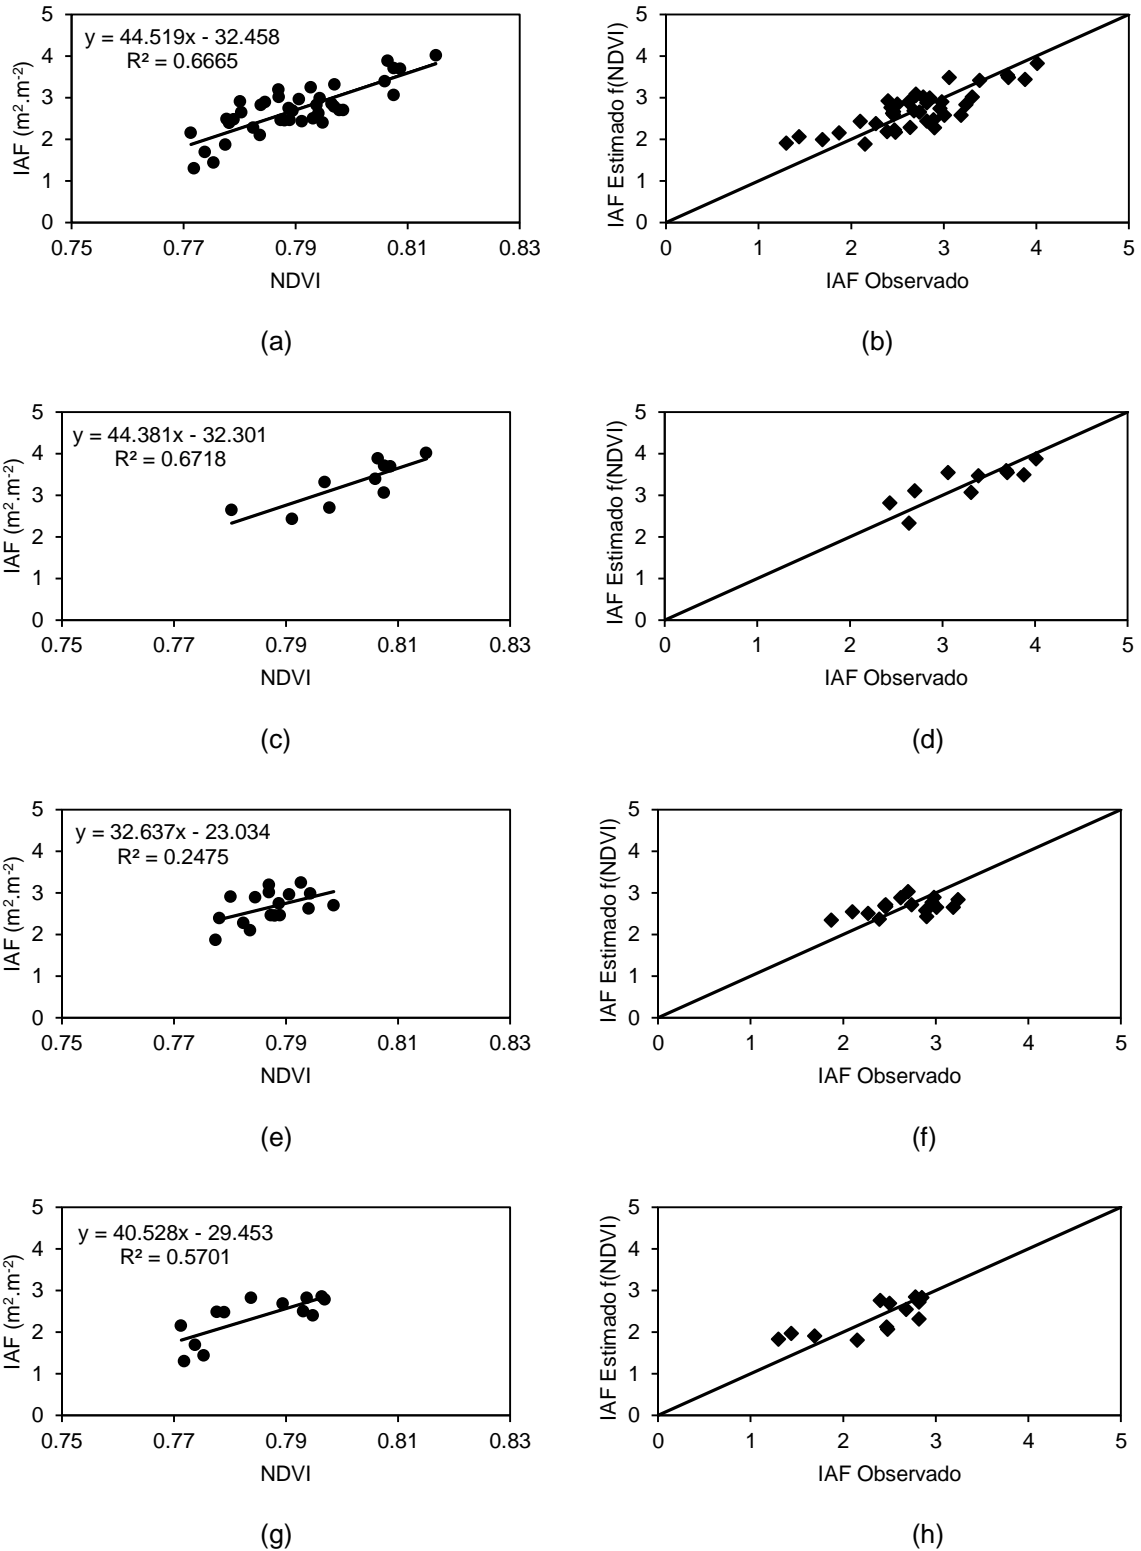 y = 44.519x - 32.458
R² = 0.6665
IAF (m².m⁻²)
5
4
3
2
1
0
0.75 0.77 0.79 0.81 0.83
NDVI
(a)
IAF Estimado f(NDVI)
5
4
3
2
1
0
0 1 2 3 4 5
IAF Observado
(b)
y = 44.381x - 32.301
R² = 0.6718
IAF (m².m⁻²)
5
4
3
2
1
0
0.75 0.77 0.79 0.81 0.83
NDVI
(c)
IAF Estimado f(NDVI)
5
4
3
2
1
0
0 1 2 3 4 5
IAF Observado
(d)
y = 32.637x - 23.034
R² = 0.2475
IAF (m².m⁻²)
5
4
3
2
1
0
0.75 0.77 0.79 0.81 0.83
NDVI
(e)
IAF Estimado f(NDVI)
5
4
3
2
1
0
0 1 2 3 4 5
IAF Observado
(f)
y = 40.528x - 29.453
R² = 0.5701
IAF (m².m⁻²)
5
4
3
2
1
0
0.75 0.77 0.79 0.81 0.83
NDVI
(g)
IAF Estimado f(NDVI)
5
4
3
2
1
0
0 1 2 3 4 5
IAF Observado
(h)